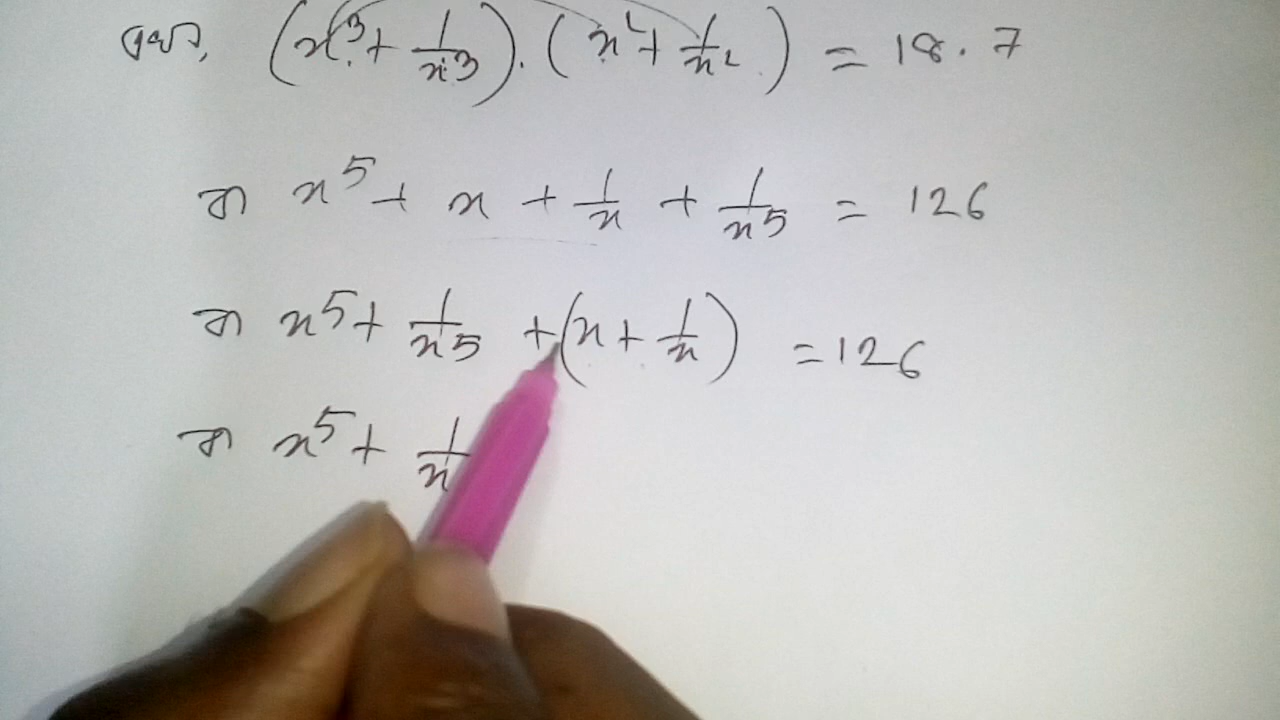 এখন, (x³ + 1/x³).(x² + 1/x²) = 18.7
বা x⁵ + x + 1/x + 1/x⁵ = 126
বা x⁵ + 1/x⁵ + (x + 1/x) = 126
বা x⁵ + 1/x